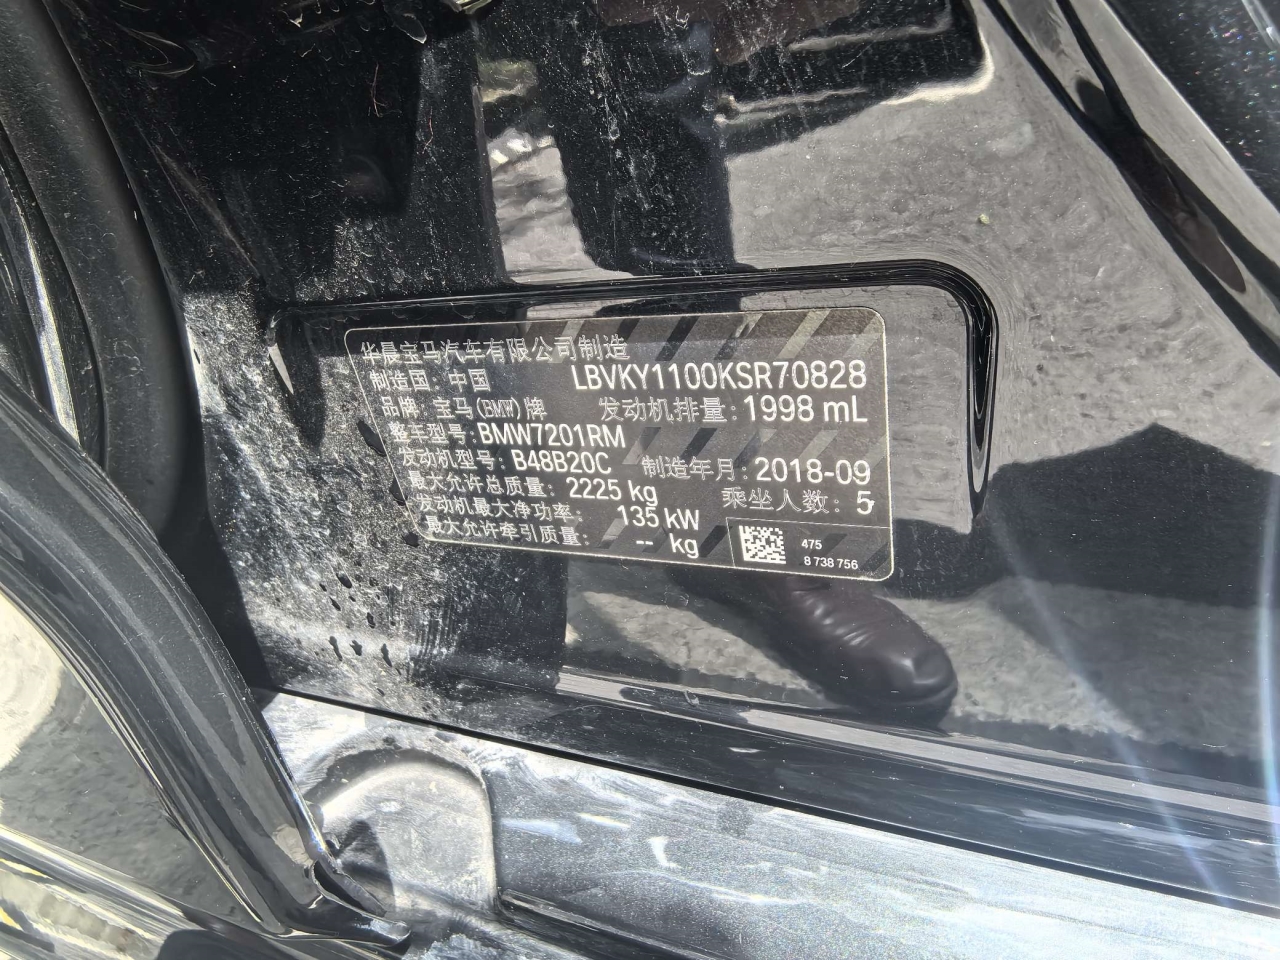 华晨宝马汽车有限公司制造
制造国: 中国 LBVKY1100KSR70828
品牌: 宝马(BMW)牌 发动机排量: 1998 mL
整车型号: BMW7201RM
发动机型号: B48B20C 制造年月: 2018-09
最大允许总质量: 2225 kg 乘坐人数: 5
发动机最大净功率: 135 kW
最大允许牵引质量: -- kg
475
8 738 756